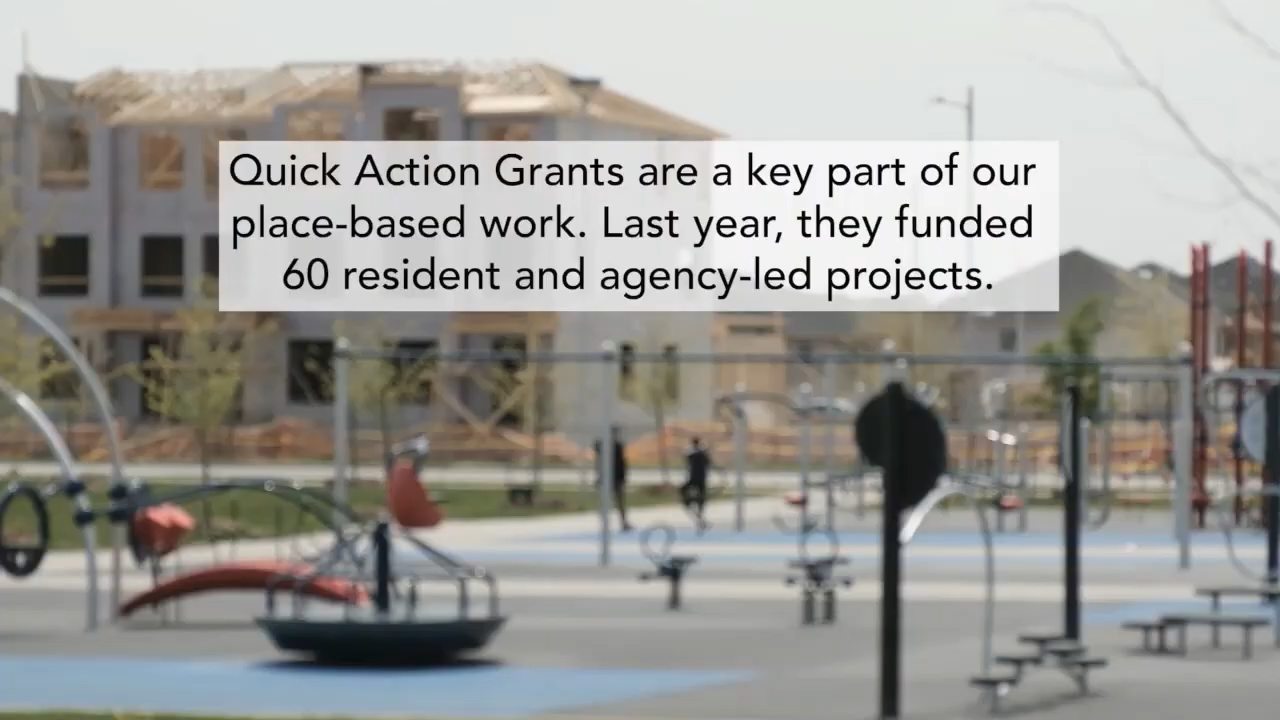 Quick Action Grants are a key part of our
place-based work. Last year, they funded
60 resident and agency-led projects.